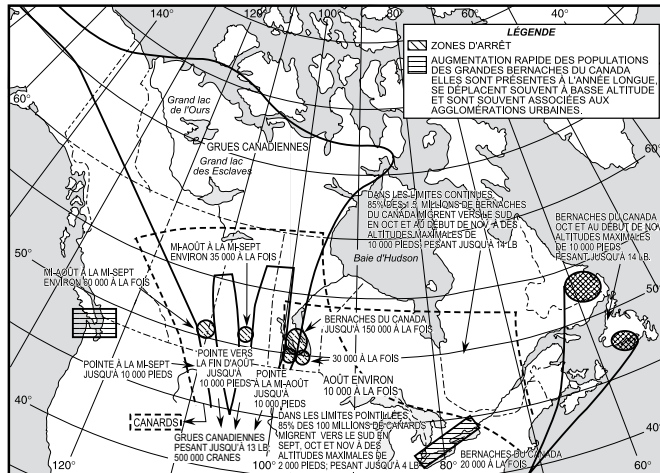 140°
120°
100°
80°
60°
LÉGENDE
ZONES D'ARRÊT
AUGMENTATION RAPIDE DES POPULATIONS
DES GRANDES BERNACHES DU CANADA
ELLES SONT PRÉSENTES À L'ANNÉE LONGUE,
SE DÉPLACENT SOUVENT À BASSE ALTITUDE
ET SONT SOUVENT ASSOCIÉES AUX
AGGLOMÉRATIONS URBAINES.
60°
60°
Grand lac
de l'Ours
GRUES CANADIENNES
Grand lac
des Esclaves
DANS LES LIMITES CONTINUES,
85% DES 1.5 MILLIONS DE BERNACHES
DU CANADA MIGRENT VERS LE SUD
EN OCT ET AU DÉBUT DE NOV À DES
ALTITUDES MAXIMALES DE
10 000 PIEDS; PESANT JUSQU'À 14 LB.
BERNACHES DU CANADA
OCT ET AU DÉBUT DE NOV
ALTITUDES MAXIMALES
DE 10 000 PIEDS
PESANT JUSQU'À 14 LB.
Baie d'Hudson
50°
50°
MI-AOÛT À LA MI-SEPT
ENVIRON 35 000 À LA FOIS
MI-AOÛT À LA MI-SEPT
ENVIRON 60 000 À LA FOIS
BERNACHES DU CANADA
JUSQU'À 150 000 À LA FOIS
30 000 À LA FOIS
POINTE À LA MI-SEPT
JUSQU'À 10 000 PIEDS
POINTE VERS
LA FIN D'AOÛT
JUSQU'À
10 000 PIEDS
POINTE
À LA MI-AOÛT
JUSQU'À
10 000 PIEDS
AOÛT ENVIRON
10 000 À LA FOIS
40°
40°
CANARDS
GRUES CANADIENNES
PESANT JUSQU'À 13 LB
500 000 CRANES
DANS LES LIMITES POINTILLÉES,
85% DES 100 MILLIONS DE CANARDS
MIGRENT VERS LE SUD EN
SEPT, OCT ET NOV À DES
ALTITUDES MAXIMALES DE
2 000 PIEDS; PESANT JUSQU'À 4 LB
BERNACHES DU CANADA
20 000 À LA FOIS
120°
100°
80°
60°